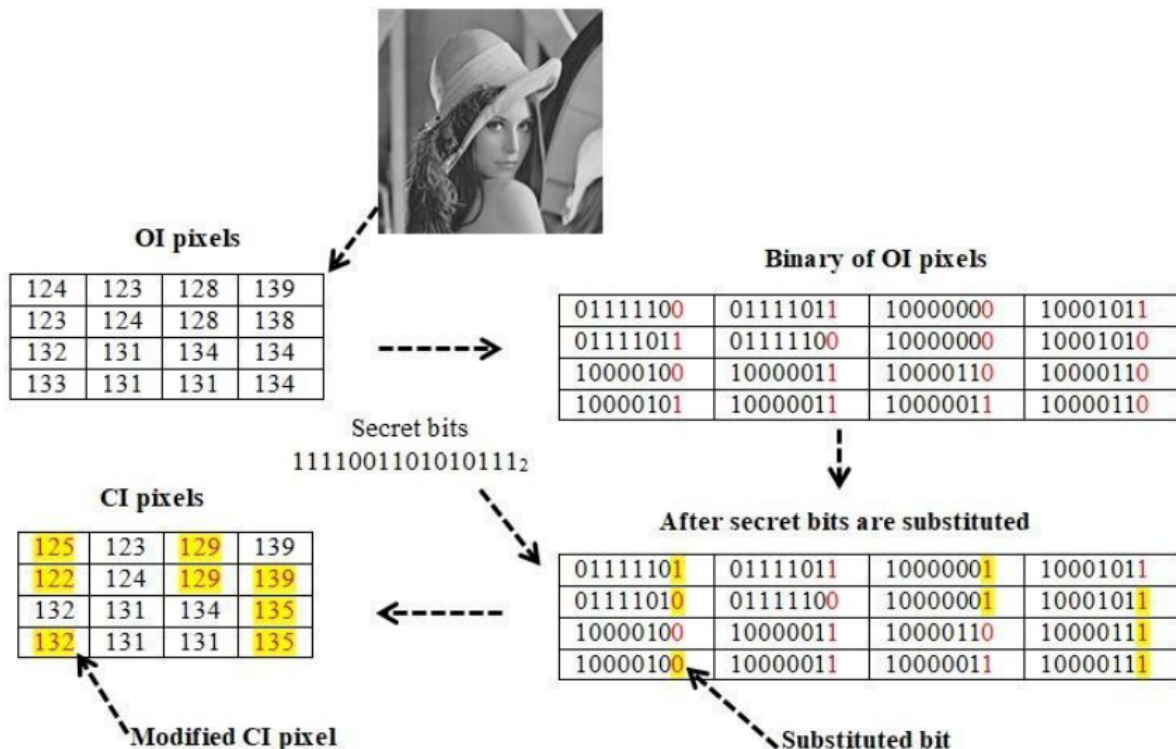 OI pixels
124 123 128 139
123 124 128 138
132 131 134 134
133 131 131 134
Binary of OI pixels
01111100 01111011 10000000 10001011
01111011 01111100 10000000 10001010
10000100 10000011 10000110 10000110
10000101 10000011 10000011 10000110
Secret bits
1111001101010111₂
CI pixels
125 123 129 139
122 124 129 139
132 131 134 135
132 131 131 135
Modified CI pixel
After secret bits are substituted
01111101 01111011 10000001 10001011
01111010 01111100 10000001 10001011
10000100 10000011 10000110 10000111
10000100 10000011 10000011 10000111
Substituted bit